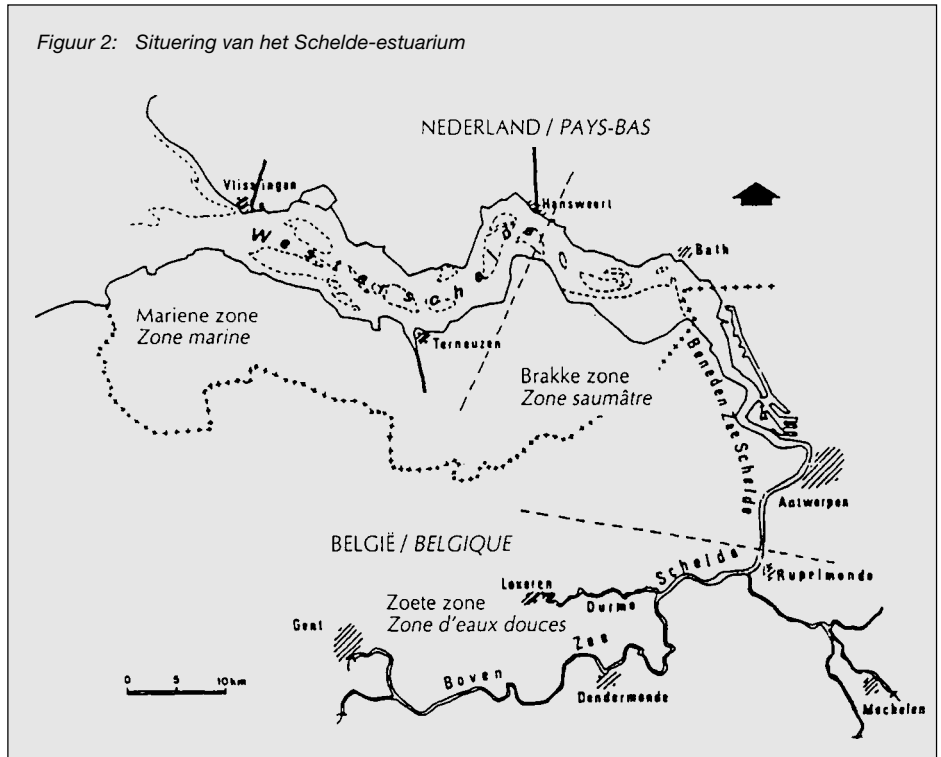 Figuur 2: Situering van het Schelde-estuarium
NEDERLAND / PAYS-BAS
Vlissingen
Hansweert
Westerschelde
Bath
Mariene zone
Zone marine
Terneuzen
Brakke zone
Zone saumâtre
Beneden Zee Schelde
Antwerpen
BELGIË / BELGIQUE
Schelde
Rupelmonde
Lokeren
Durme
Zoete zone
Zone d'eaux douces
Gent
Boven Zee
Dendermonde
Mechelen
0 5 10 km